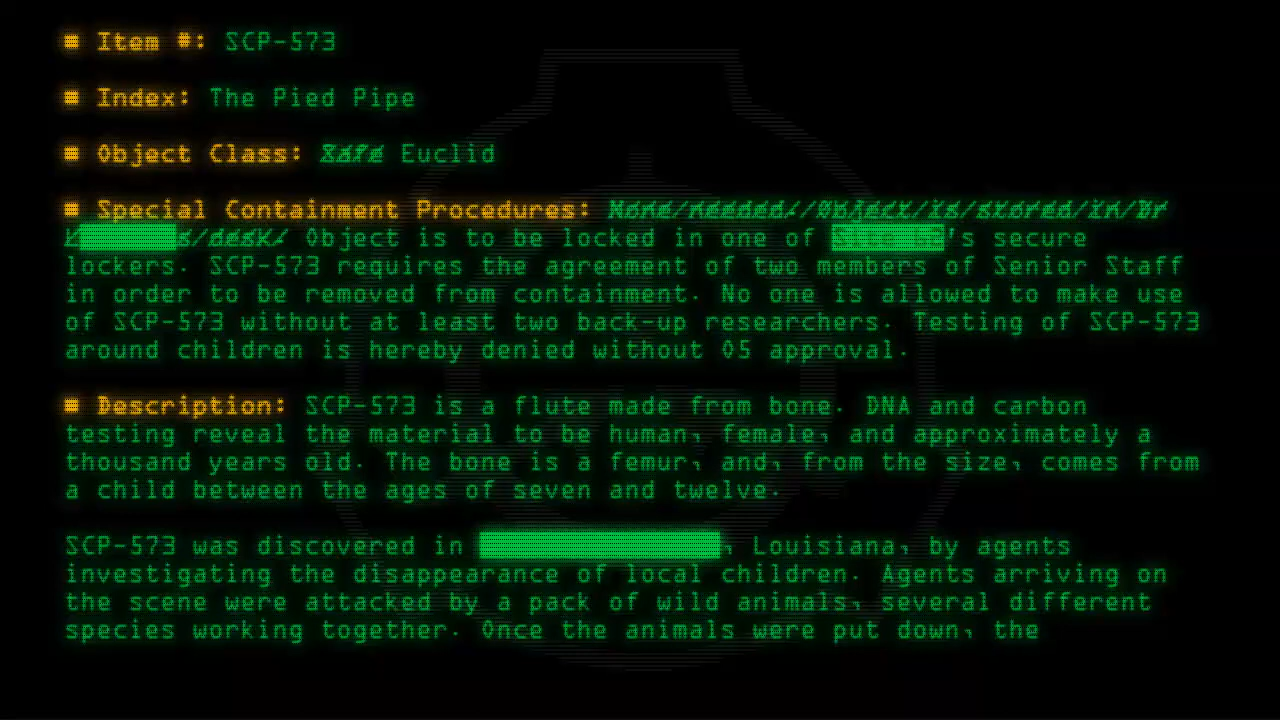 ■ Item #: SCP-573
■ Index: The Pied Pipe
■ Object Class: Safe Euclid
■ Special Containment Procedures: None needed. Object is stored in Dr
desk. Object is to be locked in one of 's secure
lockers. SCP-573 requires the agreement of two members of Senior Staff
in order to be removed from containment. No one is allowed to make use
of SCP-573 without at least two back-up researchers. Testing of SCP-573
around children is hereby denied without O5 approval.
■ Description: SCP-573 is a flute made from bone. DNA and carbon
testing reveal the material to be human, female, and approximately a
thousand years old. The bone is a femur, and, from the size, comes from
a child between the ages of seven and twelve.
SCP-573 was discovered in , Louisiana, by agents
investigating the disappearance of local children. Agents arriving on
the scene were attacked by a pack of wild animals, several different
species working together. Once the animals were put down, the